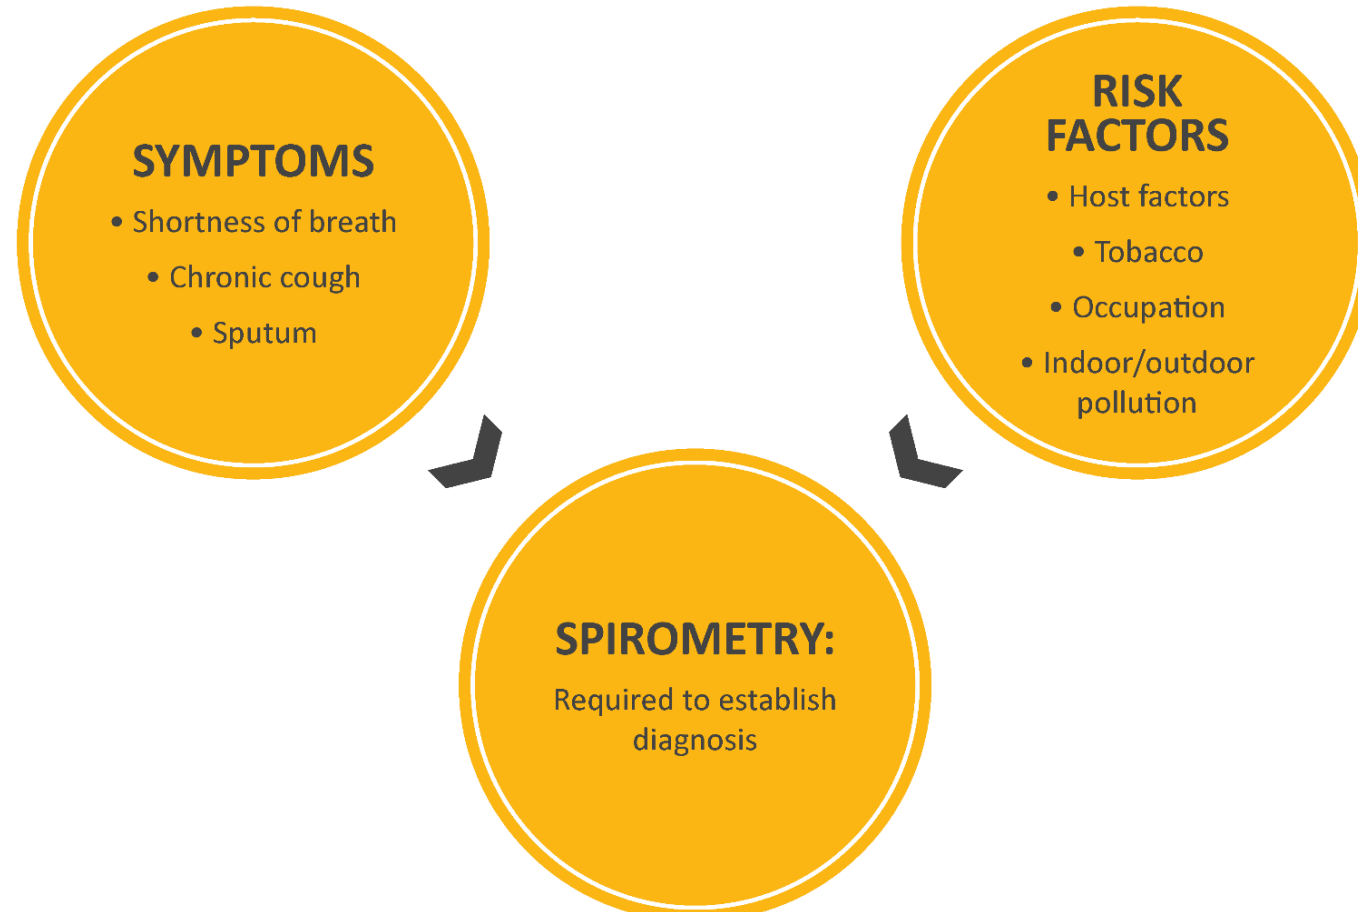 SYMPTOMS
• Shortness of breath
• Chronic cough
• Sputum
RISK
FACTORS
• Host factors
• Tobacco
• Occupation
• Indoor/outdoor
pollution
SPIROMETRY:
Required to establish
diagnosis